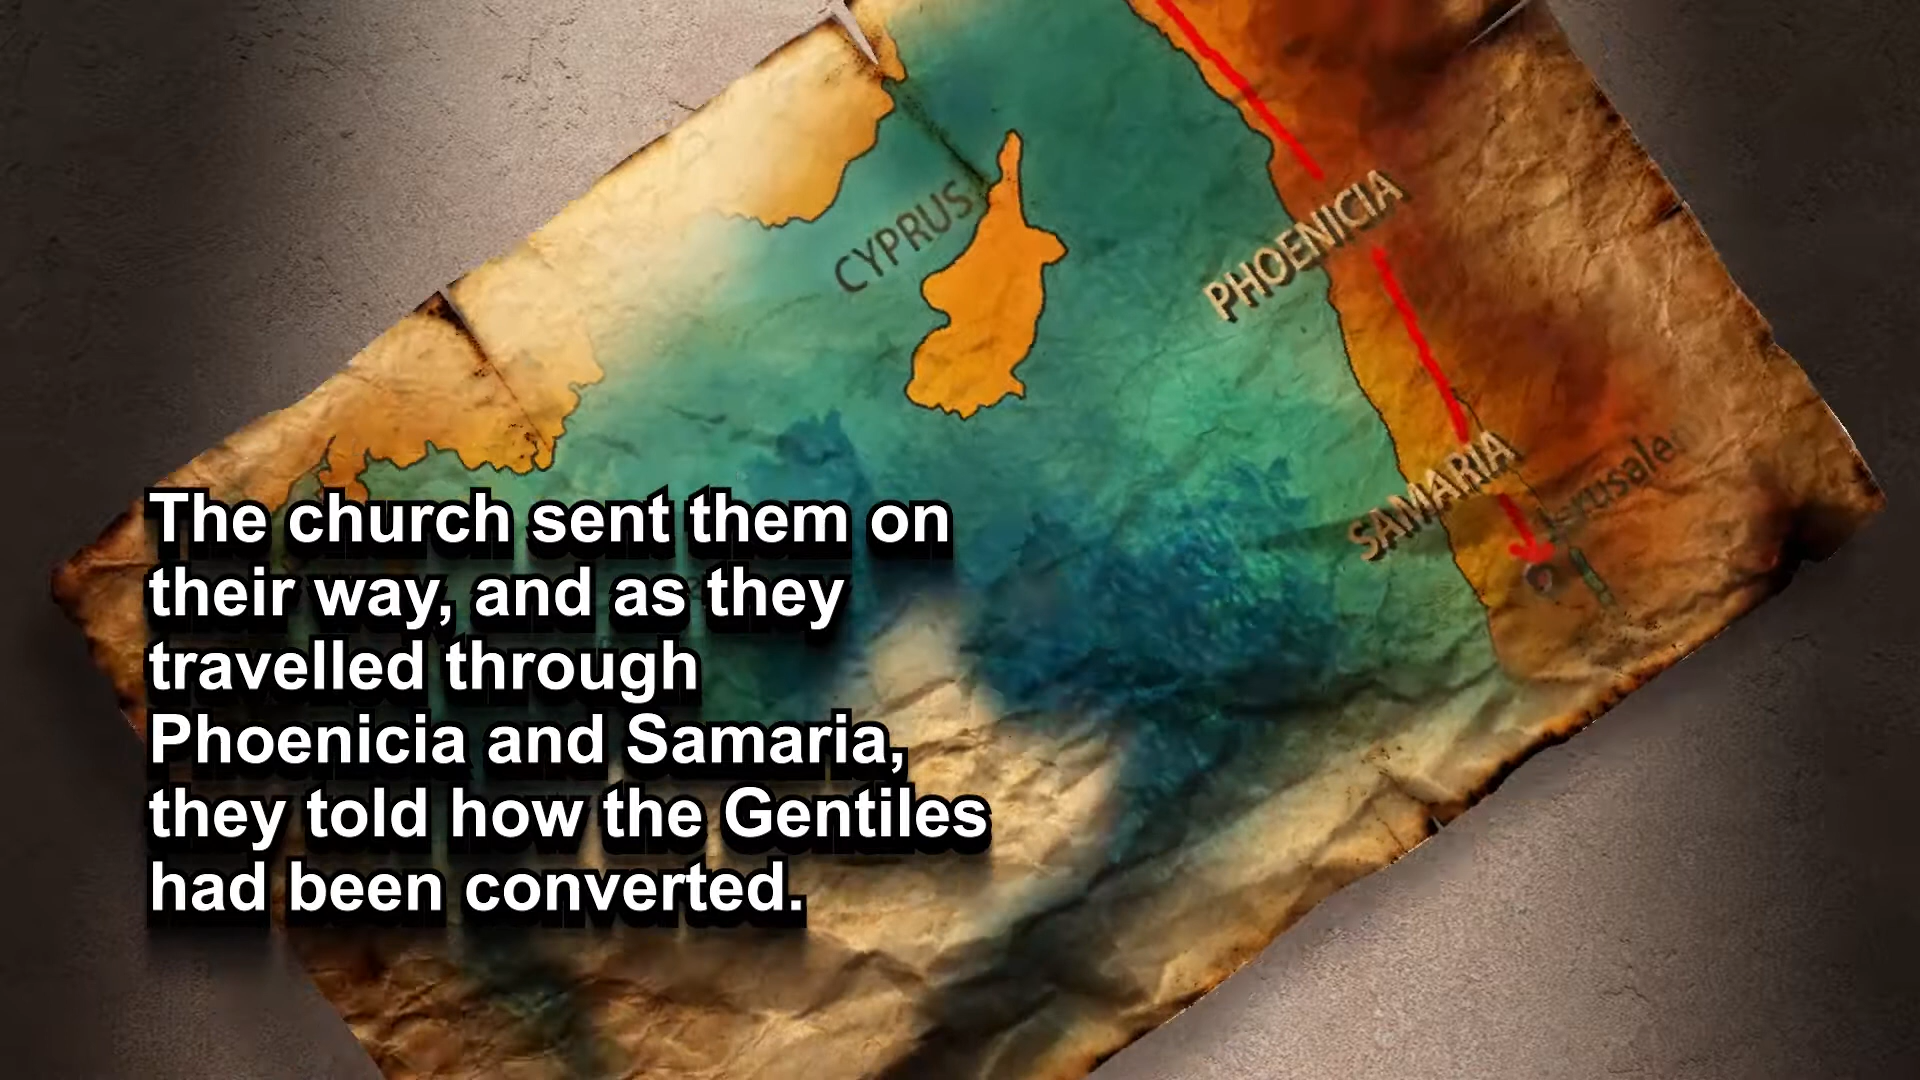 CYPRUS
PHOENICIA
SAMARIA
Jerusalem
The church sent them on
their way, and as they
travelled through
Phoenicia and Samaria,
they told how the Gentiles
had been converted.